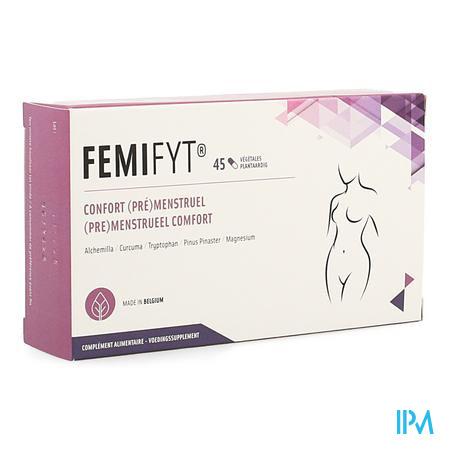 FEMIFYT®
45 VÉGÉTALES
PLANTAARDIG
CONFORT (PRÉ)MENSTRUEL
(PRE)MENSTRUEEL COMFORT
Alchemilla / Curcuma / Tryptophan / Pinus Pinaster / Magnesium
MADE IN BELGIUM
COMPLÉMENT ALIMENTAIRE - VOEDINGSSUPPLEMENT
IPM